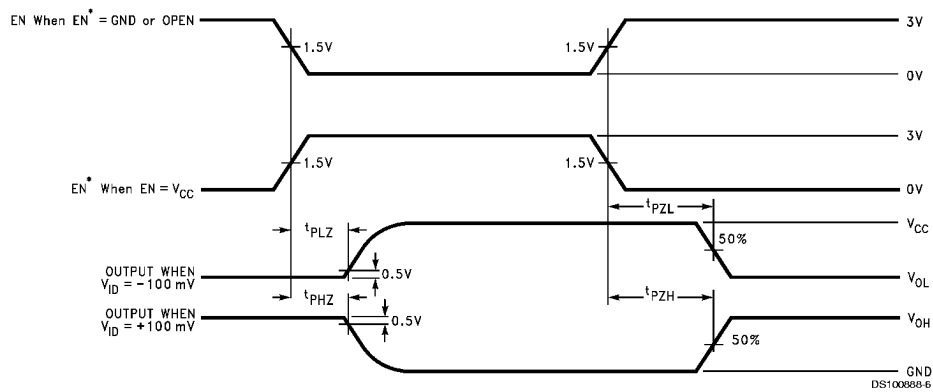 EN When EN* = GND or OPEN
3V
1.5V
1.5V
0V
3V
1.5V
1.5V
EN* When EN = VCC
0V
tPZL
tPLZ
VCC
50%
OUTPUT WHEN
VID = −100 mV
0.5V
VOL
tPHZ
tPZH
OUTPUT WHEN
VID = +100 mV
0.5V
VOH
50%
GND
DS100888-6